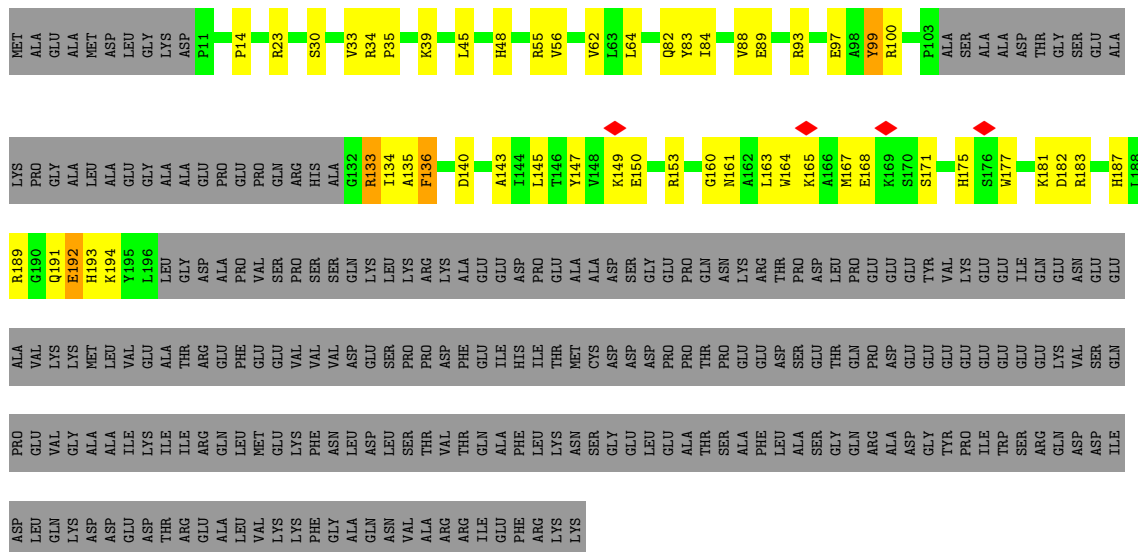 MET ALA GLU ALA MET ASP LEU GLY LYS ASP P11 P14 R23 S30 V33 R34 P35 K39 L45 H48 R55 V56 V62 L63 L64 Q82 Y83 I84 V88 E89 R93 E97 A98 Y99 R100 P103 ALA SER ALA ALA ASP THR GLY SER GLU ALA
LYS PRO GLY ALA LEU ALA GLU GLY ALA ALA GLU PRO GLU PRO GLN ARG HIS ALA G132 R133 I134 A135 F136 D140 A143 I144 L145 T146 Y147 V148 K149 E150 R153 G160 N161 A162 L163 W164 K165 A166 M167 E168 K169 S170 S171 H175 S176 W177 K181 D182 R183 H187 L188
R189 G190 Q191 E192 H193 K194 Y195 L196 LEU GLY ASP ALA PRO VAL SER PRO SER SER GLN LYS LEU LYS ARG LYS ALA GLU GLU ASP PRO GLU ALA ALA ASP SER GLY GLU PRO GLN ASN LYS ARG THR PRO ASP LEU PRO GLU GLU GLU TYR VAL LYS GLU GLU ILE GLN GLU ASN GLU GLU
ALA VAL LYS LYS MET LEU VAL GLU ALA THR ARG GLU PHE GLU GLU VAL VAL VAL ASP GLU SER PRO PRO ASP PHE GLU ILE HIS ILE THR MET CYS ASP ASP ASP PRO PRO THR PRO GLU GLU ASP SER GLU THR GLN PRO ASP GLU GLU GLU GLU GLU GLU GLU LYS VAL SER GLN
PRO GLU VAL GLY ALA ALA ILE LYS ILE ILE ARG GLN LEU MET GLU LYS PHE ASN LEU ASP LEU SER THR VAL THR GLN ALA PHE LEU LYS ASN SER GLY GLU LEU GLU ALA THR SER ALA PHE LEU ALA SER GLY GLN ARG ALA ASP GLY TYR PRO ILE TRP SER ARG GLN ASP ASP ILE
ASP LEU GLN LYS ASP ASP GLU ASP THR ARG GLU ALA LEU VAL LYS LYS PHE GLY ALA GLN ASN VAL ALA ARG ARG ILE GLU PHE ARG LYS LYS